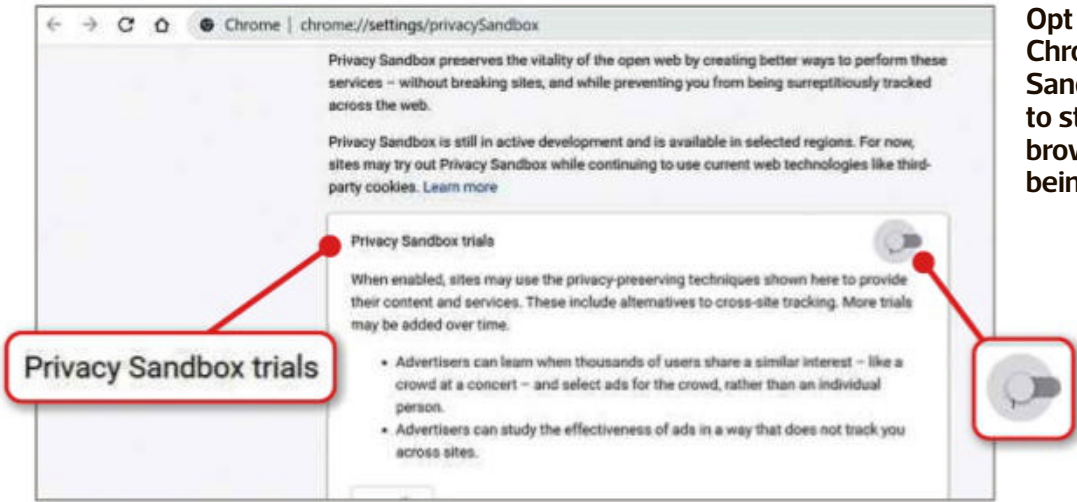 Chrome | chrome://settings/privacySandbox
Privacy Sandbox preserves the vitality of the open web by creating better ways to perform these
services – without breaking sites, and while preventing you from being surreptitiously tracked
across the web.
Privacy Sandbox is still in active development and is available in selected regions. For now,
sites may try out Privacy Sandbox while continuing to use current web technologies like third-
party cookies. Learn more
Privacy Sandbox trials
When enabled, sites may use the privacy-preserving techniques shown here to provide
their content and services. These include alternatives to cross-site tracking. More trials
may be added over time.
• Advertisers can learn when thousands of users share a similar interest – like a
crowd at a concert – and select ads for the crowd, rather than an individual
person.
• Advertisers can study the effectiveness of ads in a way that does not track you
across sites.
Privacy Sandbox trials
Opt
Chro
Sand
to st
brow
bein